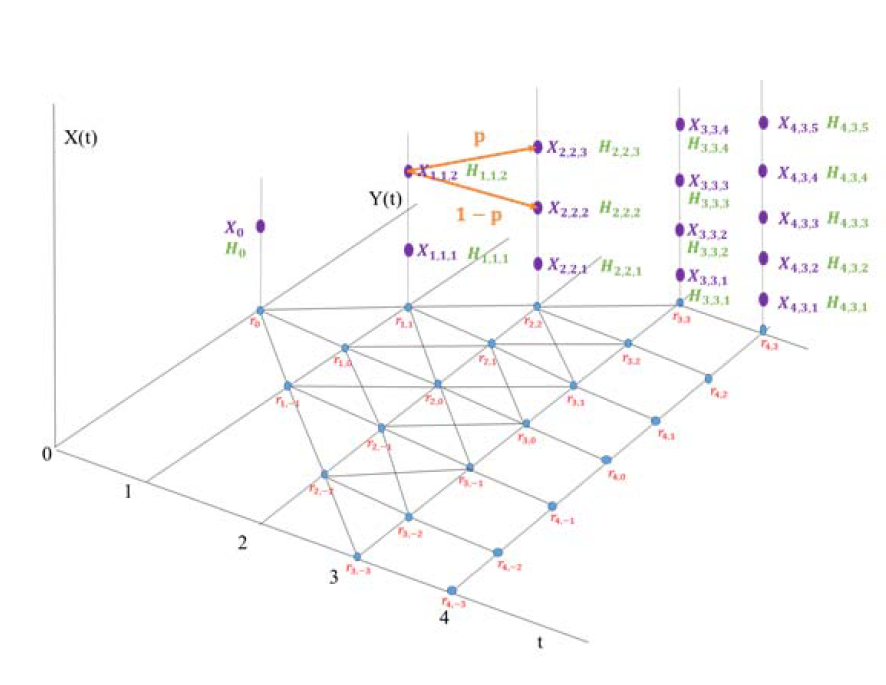 X(t)
p
X_{1,1,2} H_{1,1,2}
X_{2,2,3} H_{2,2,3}
X_{3,3,4}
H_{3,3,4}
X_{4,3,5} H_{4,3,5}
Y(t)
1 − p
X_{2,2,2} H_{2,2,2}
X_{3,3,3}
H_{3,3,3}
X_{4,3,4} H_{4,3,4}
X_0
H_0
X_{3,3,2}
H_{3,3,2}
X_{4,3,3} H_{4,3,3}
X_{1,1,1} H_{1,1,1}
X_{2,2,1} H_{2,2,1}
X_{3,3,1}
H_{3,3,1}
X_{4,3,2} H_{4,3,2}
X_{4,3,1} H_{4,3,1}
r_0
r_{1,1}
r_{2,2}
r_{3,3}
r_{4,3}
r_{1,0}
r_{2,1}
r_{3,2}
r_{1,−1}
r_{2,0}
r_{3,1}
r_{4,2}
r_{2,−1}
r_{3,0}
r_{4,1}
0
r_{3,−1}
r_{4,0}
1
r_{4,−1}
2
r_{3,−2}
r_{4,−2}
3
r_{3,−3}
r_{4,−3}
4
t